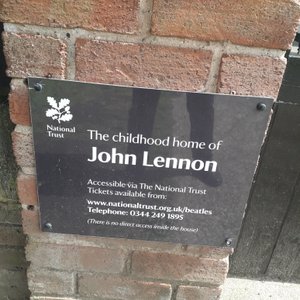 National
Trust
The childhood home of
John Lennon
Accessible via The National Trust
Tickets available from:
www.nationaltrust.org.uk/beatles
Telephone: 0344 249 1895
(There is no direct access inside the house)